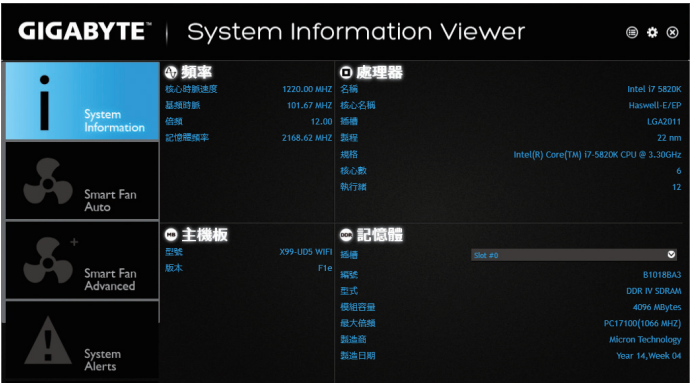 GIGABYTE™ System Information Viewer
System
Information
Smart Fan
Auto
Smart Fan
Advanced
System
Alerts
頻率
核心時脈速度 1220.00 MHZ
基頻時脈 101.67 MHZ
倍頻 12.00
記憶體頻率 2168.62 MHZ
處理器
名稱 Intel i7 5820K
核心名稱 Haswell-E/EP
插槽 LGA2011
製程 22 nm
規格 Intel(R) Core(TM) i7-5820K CPU @ 3.30GHz
核心數 6
執行緒 12
MB 主機板
型號 X99-UD5 WIFI
版本 F1e
DDR 記憶體
插槽 Slot #0
編號 B1018BA3
型式 DDR IV SDRAM
模組容量 4096 MBytes
最大倍頻 PC17100(1066 MHZ)
製造商 Micron Technology
製造日期 Year 14,Week 04